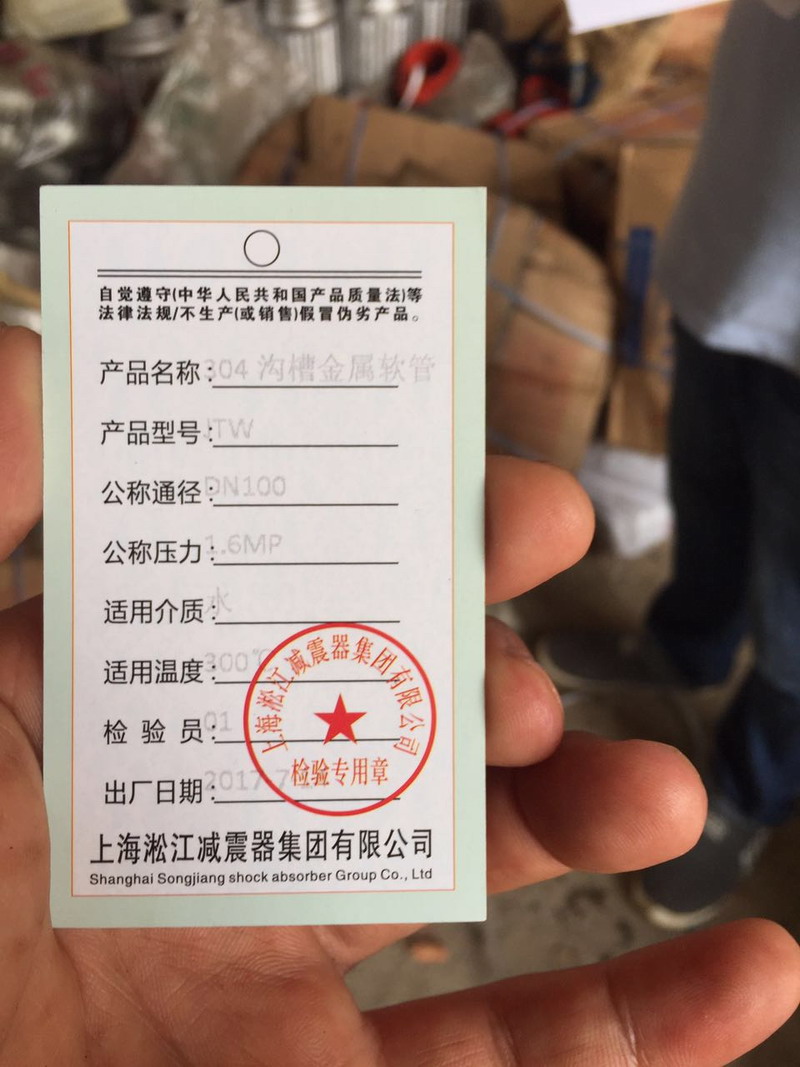 自觉遵守(中华人民共和国产品质量法)等
法律法规/不生产(或销售)假冒伪劣产品。
产品名称:304 沟槽金属软管
产品型号:JTW
公称通径:DN100
公称压力:1.6MP
适用介质:水
适用温度:300℃
检 验 员:01
出厂日期:2017.7
上海淞江减震器集团有限公司
检验专用章
上海淞江减震器集团有限公司
Shanghai Songjiang shock absorber Group Co., Ltd